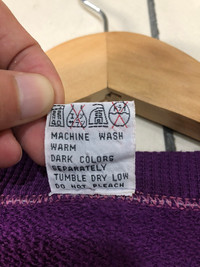 MACHINE WASH
WARM
DARK COLORS
SEPARATELY
TUMBLE DRY LOW
DO NOT BLEACH